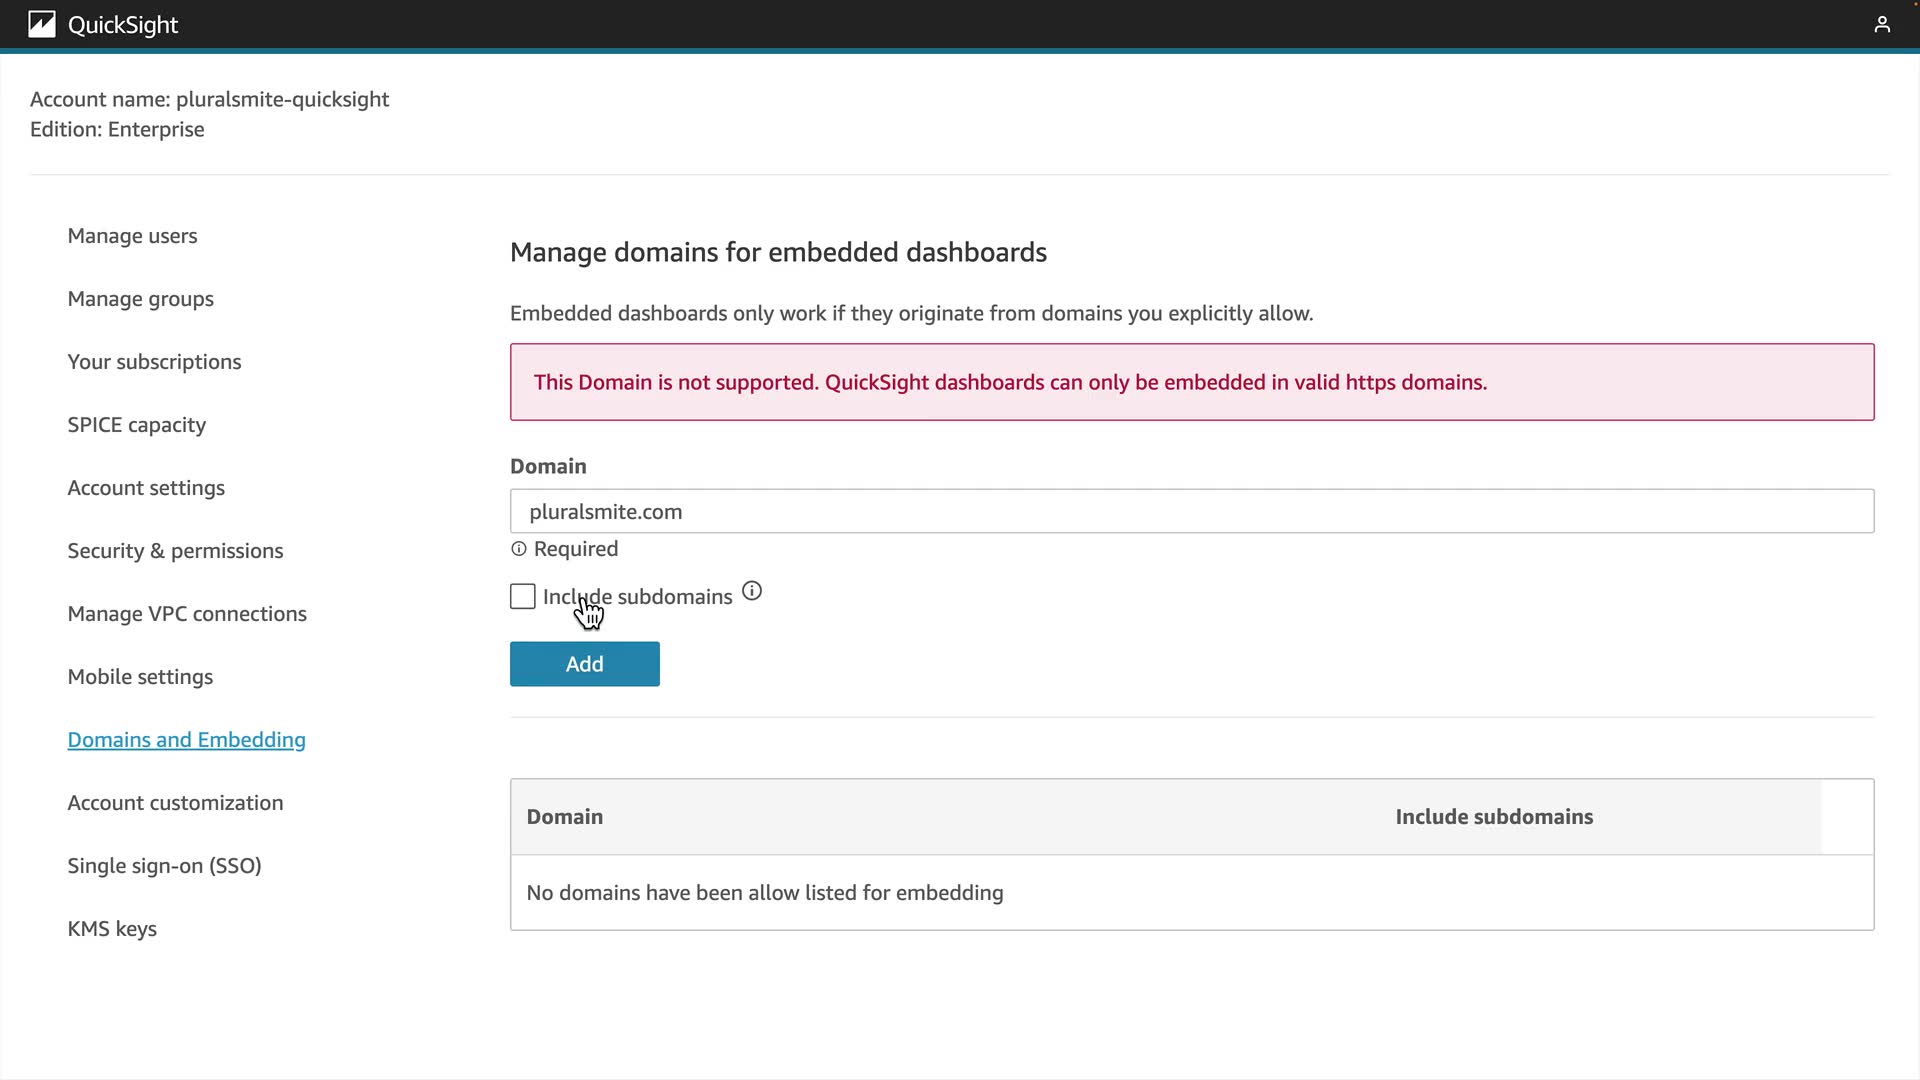 QuickSight
Account name: pluralsmite-quicksight
Edition: Enterprise
Manage users
Manage groups
Your subscriptions
SPICE capacity
Account settings
Security & permissions
Manage VPC connections
Mobile settings
Domains and Embedding
Account customization
Single sign-on (SSO)
KMS keys
Manage domains for embedded dashboards
Embedded dashboards only work if they originate from domains you explicitly allow.
This Domain is not supported. QuickSight dashboards can only be embedded in valid https domains.
Domain
pluralsmite.com
Required
Include subdomains
Add
Domain Include subdomains
No domains have been allow listed for embedding